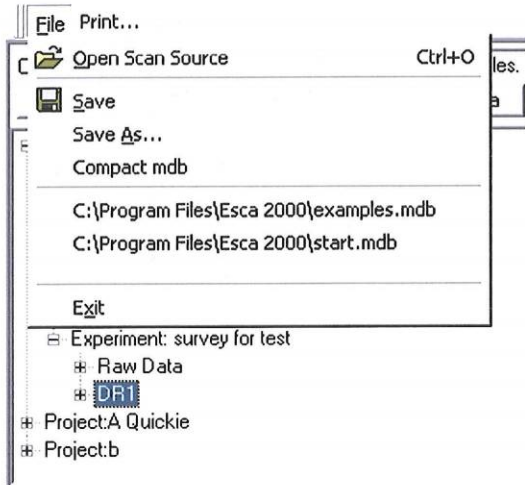 File Print...
Open Scan Source Ctrl+O
les.
Save
a
Save As...
Compact mdb
C:\Program Files\Esca 2000\examples.mdb
C:\Program Files\Esca 2000\start.mdb
Exit
Experiment: survey for test
Raw Data
DR1
Project:A Quickie
Project:b